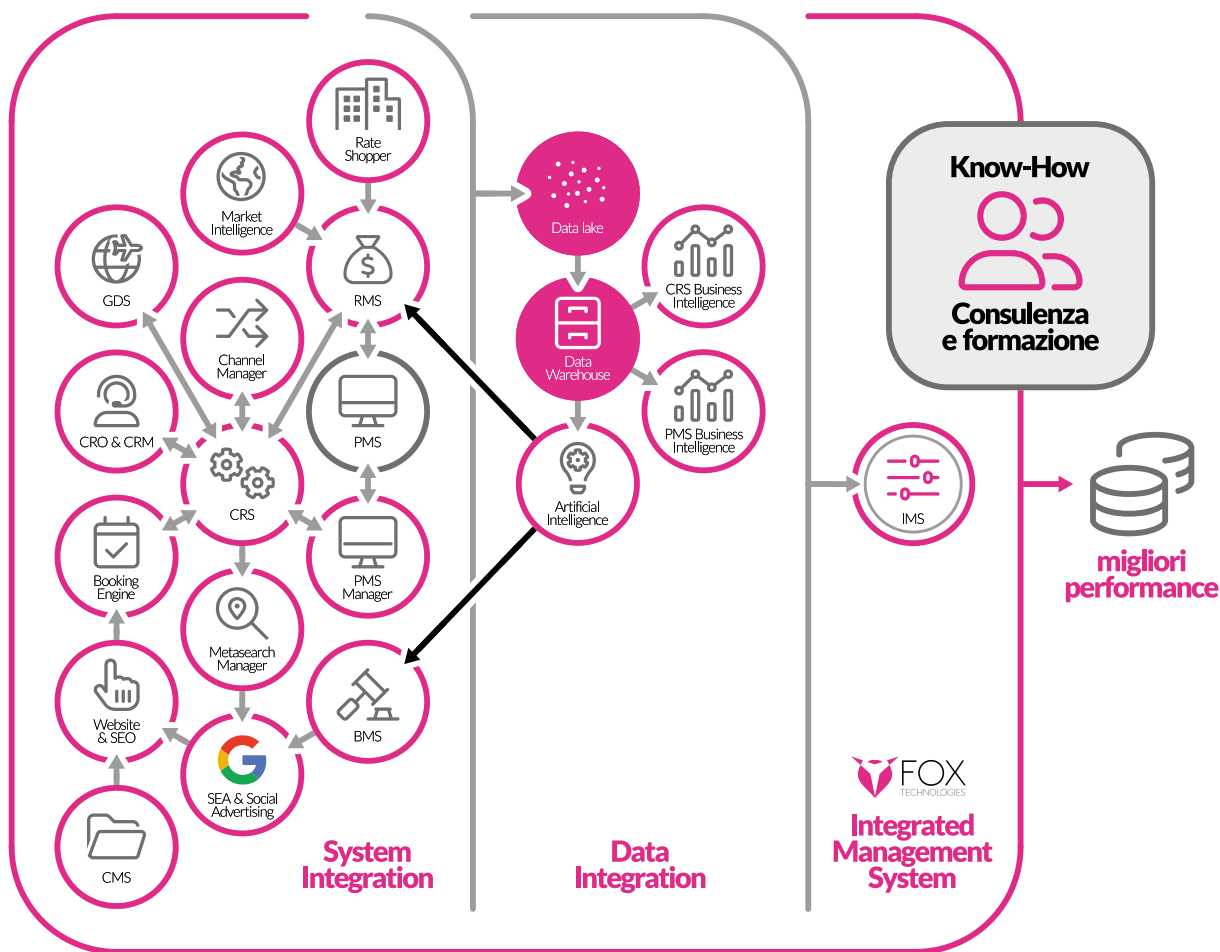 Rate
Shopper
Market
Intelligence
GDS
RMS
$
Channel
Manager
CRO & CRM
PMS
CRS
Booking
Engine
PMS
Manager
Metasearch
Manager
Website
& SEO
BMS
G
SEA & Social
Advertising
CMS
System
Integration
Data lake
CRS Business
Intelligence
Data
Warehouse
PMS Business
Intelligence
Artificial
Intelligence
Data
Integration
Know-How
Consulenza
e formazione
IMS
migliori
performance
FOX
TECHNOLOGIES
Integrated
Management
System